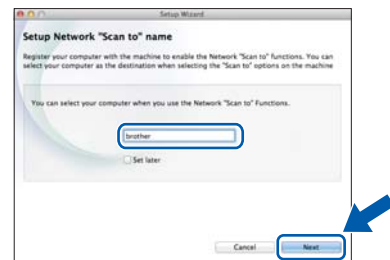 Setup Wizard
Setup Network "Scan to" name
Register your computer with the machine to enable the Network "Scan to" functions. You can
select your computer as the destination when selecting the "Scan to" options on the machine
You can select your computer when you use the Network "Scan to" Functions.
brother
Set later
Cancel
Next